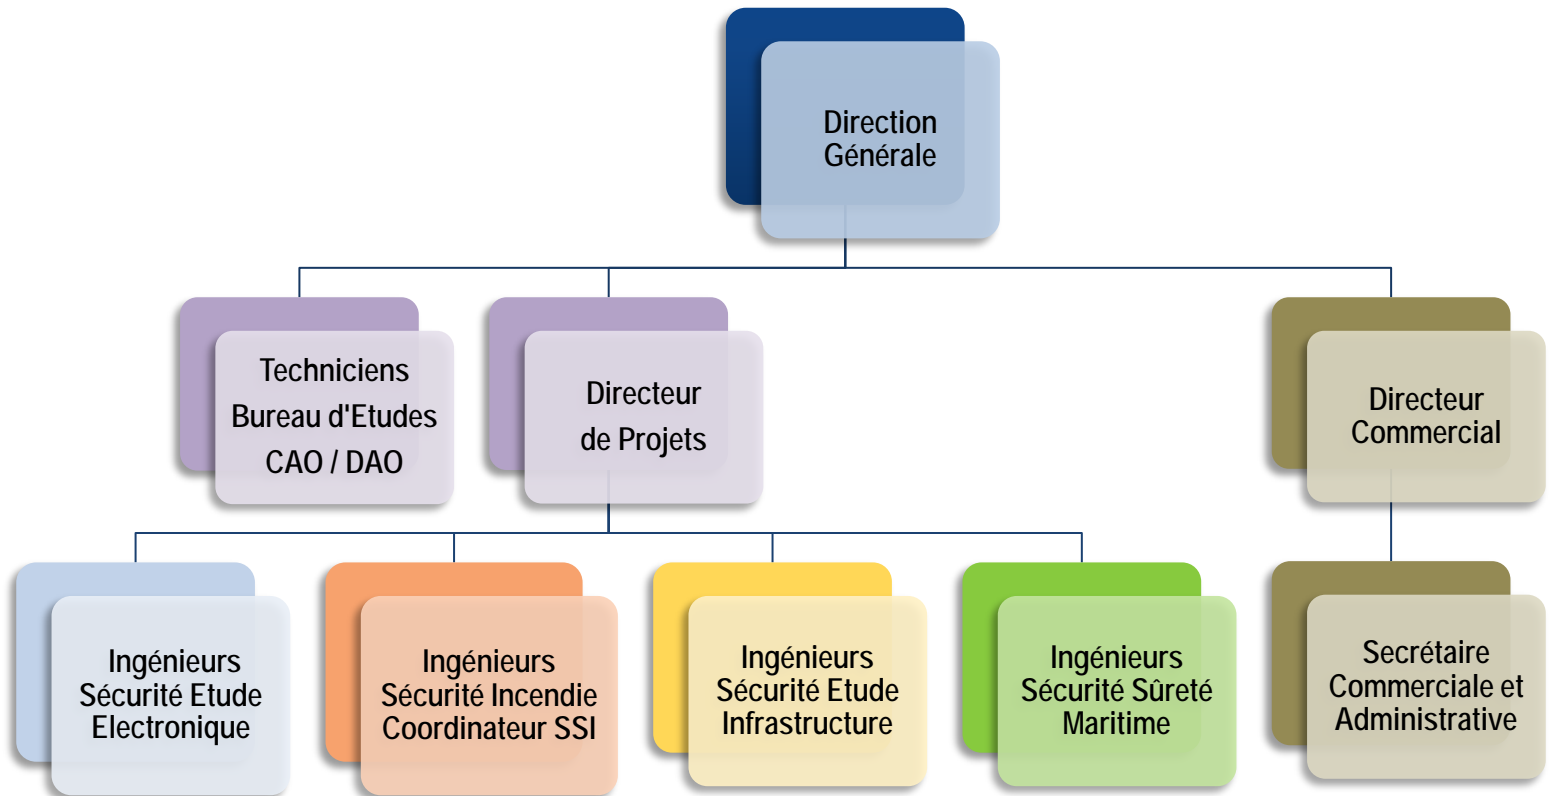 Direction
Générale
Techniciens
Bureau d'Etudes
CAO / DAO
Directeur
de Projets
Directeur
Commercial
Ingénieurs
Sécurité Etude
Electronique
Ingénieurs
Sécurité Incendie
Coordinateur SSI
Ingénieurs
Sécurité Etude
Infrastructure
Ingénieurs
Sécurité Sûreté
Maritime
Secrétaire
Commerciale et
Administrative